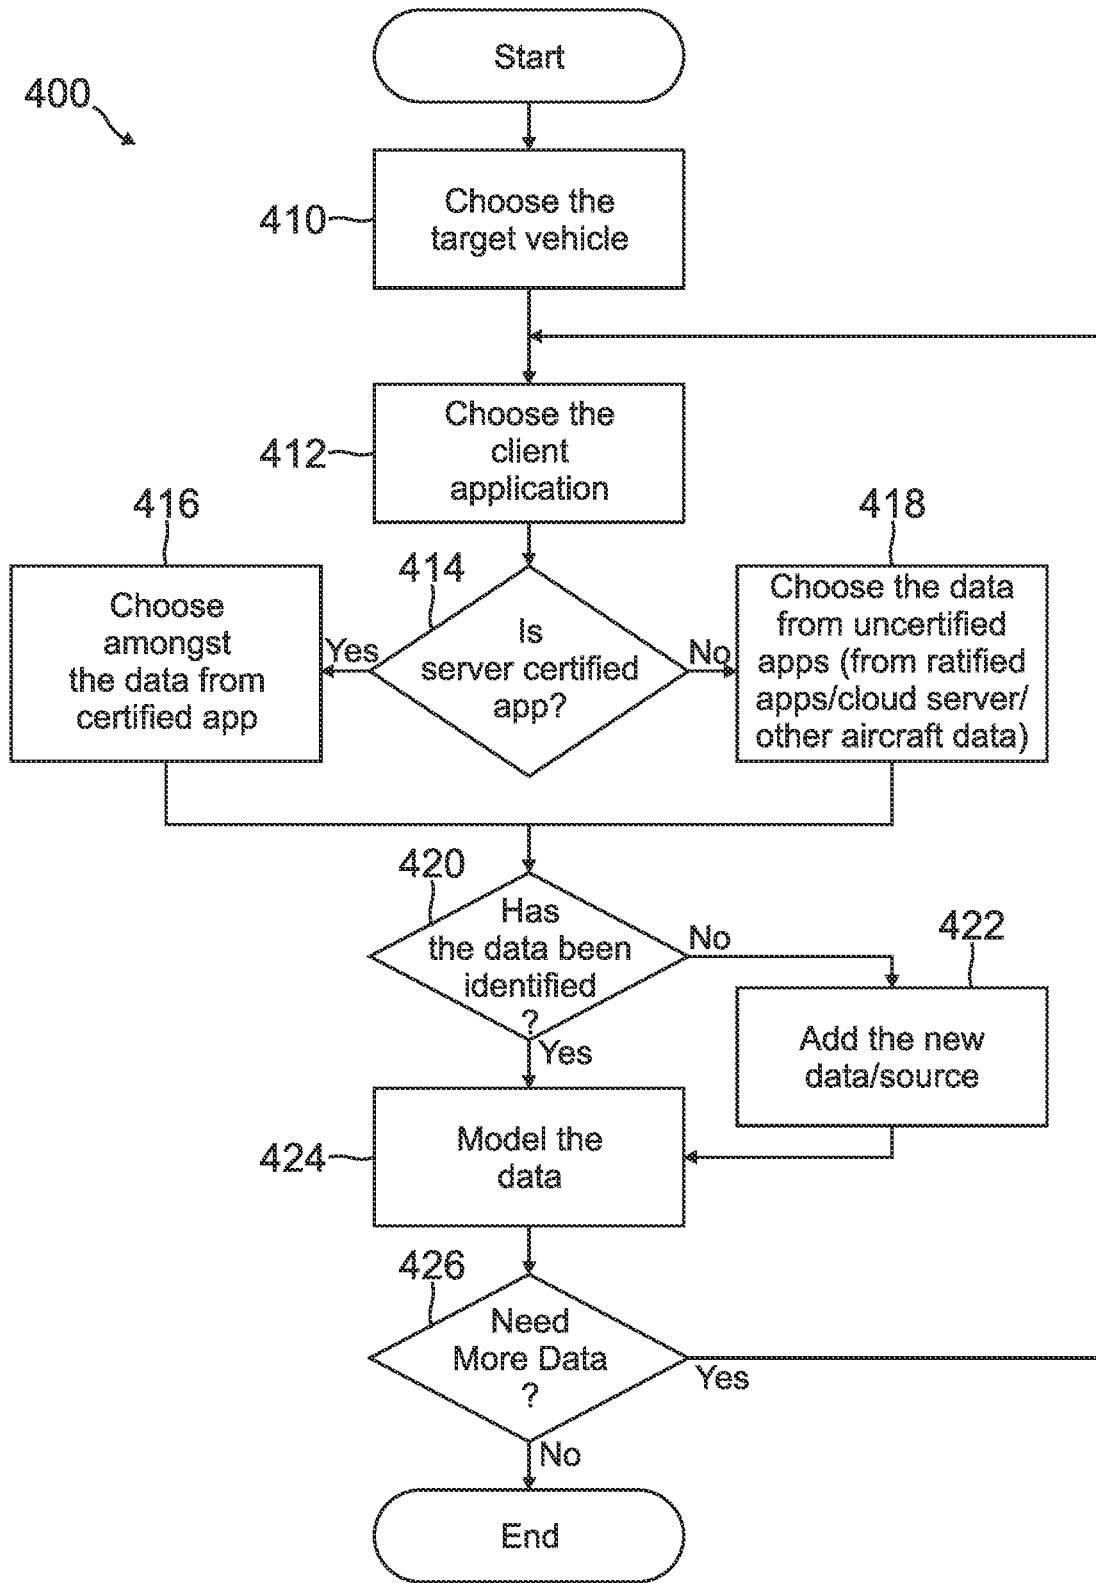 Start
400
410
Choose the
target vehicle
412
Choose the
client
application
416
418
414
Choose
amongst
the data from
certified app
Yes
Is
server certified
app?
No
Choose the data
from uncertified
apps (from ratified
apps/cloud server/
other aircraft data)
420
Has
the data been
identified
?
No
422
Yes
Add the new
data/source
424
Model the
data
426
Need
More Data
?
Yes
No
End